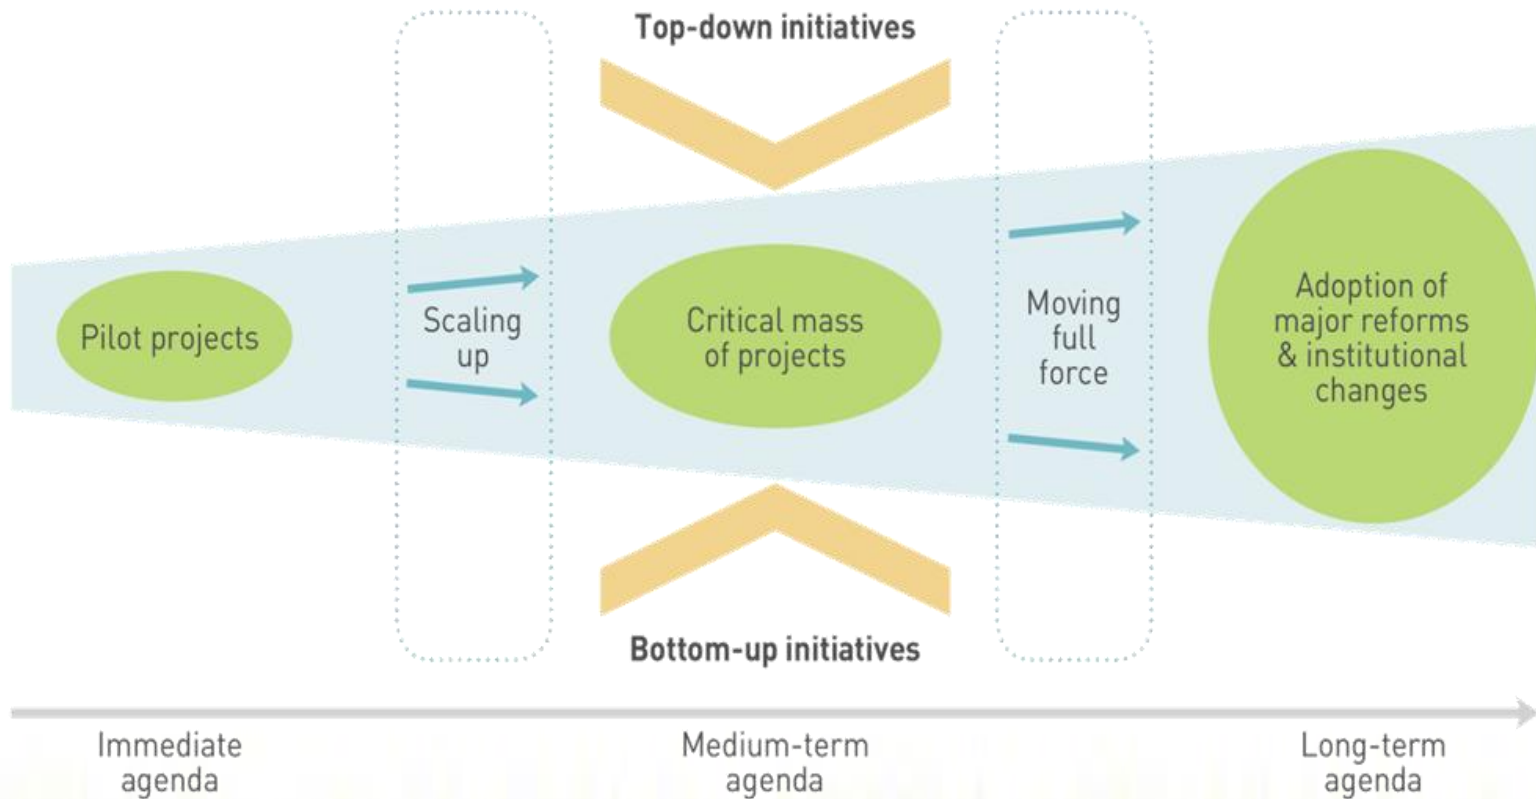 Top-down initiatives
Pilot projects
Scaling
up
Critical mass
of projects
Moving
full
force
Adoption of
major reforms
& institutional
changes
Bottom-up initiatives
Immediate
agenda
Medium-term
agenda
Long-term
agenda